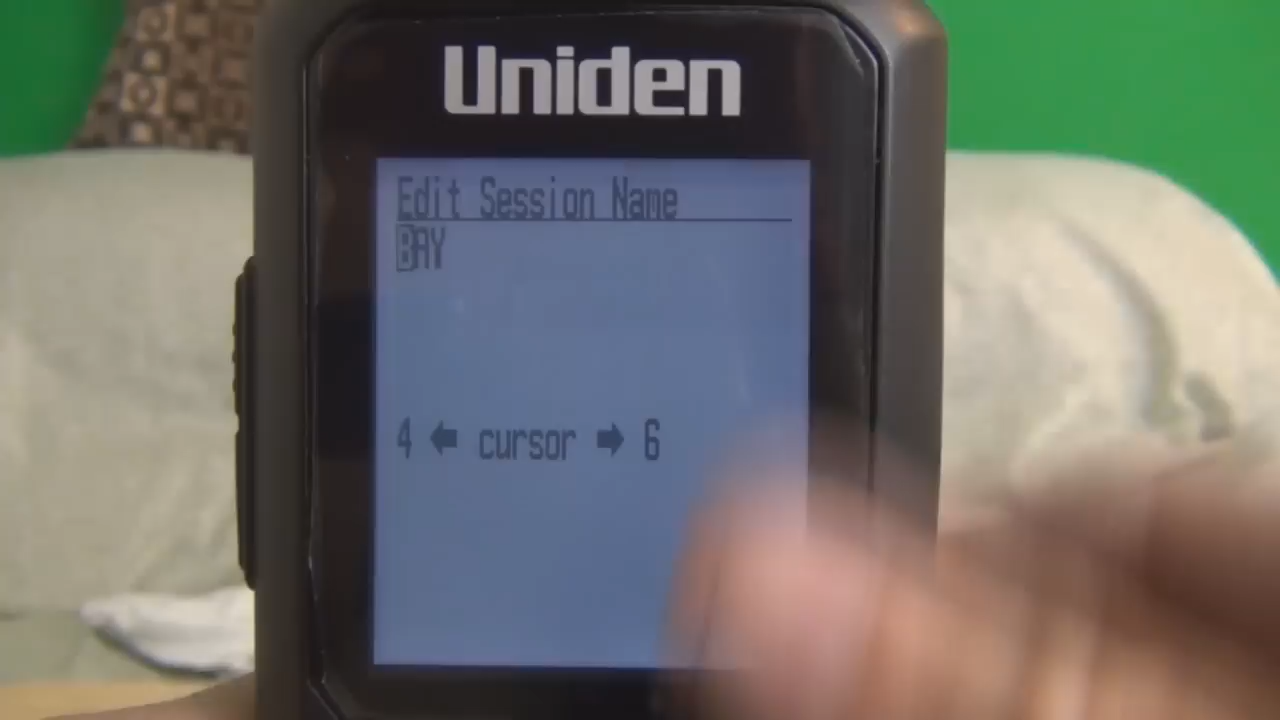 Uniden
Edit Session Name
BAY
4 ← cursor → 6